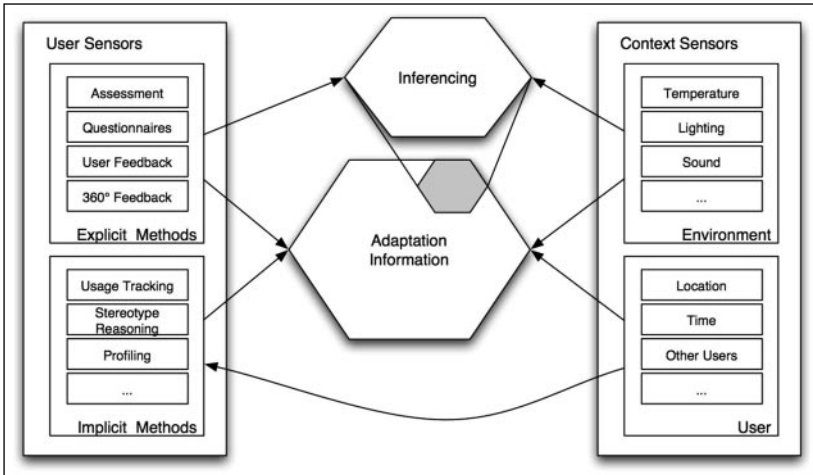 User Sensors
Assessment
Questionnaires
User Feedback
360° Feedback
Explicit Methods
Usage Tracking
Stereotype
Reasoning
Profiling
...
Implicit Methods
Inferencing
Adaptation
Information
Context Sensors
Temperature
Lighting
Sound
...
Environment
Location
Time
Other Users
...
User